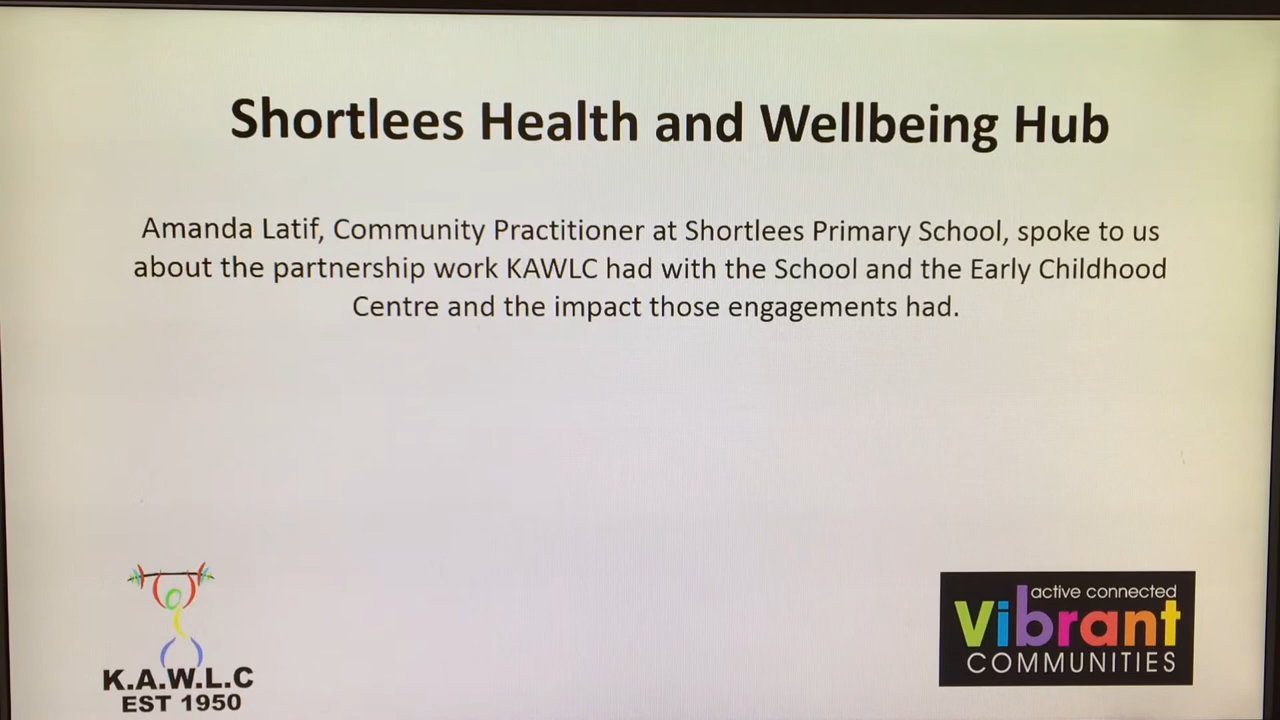 Shortlees Health and Wellbeing Hub
Amanda Latif, Community Practitioner at Shortlees Primary School, spoke to us
about the partnership work KAWLC had with the School and the Early Childhood
Centre and the impact those engagements had.
K.A.W.L.C
EST 1950
active connected
Vibrant
COMMUNITIES